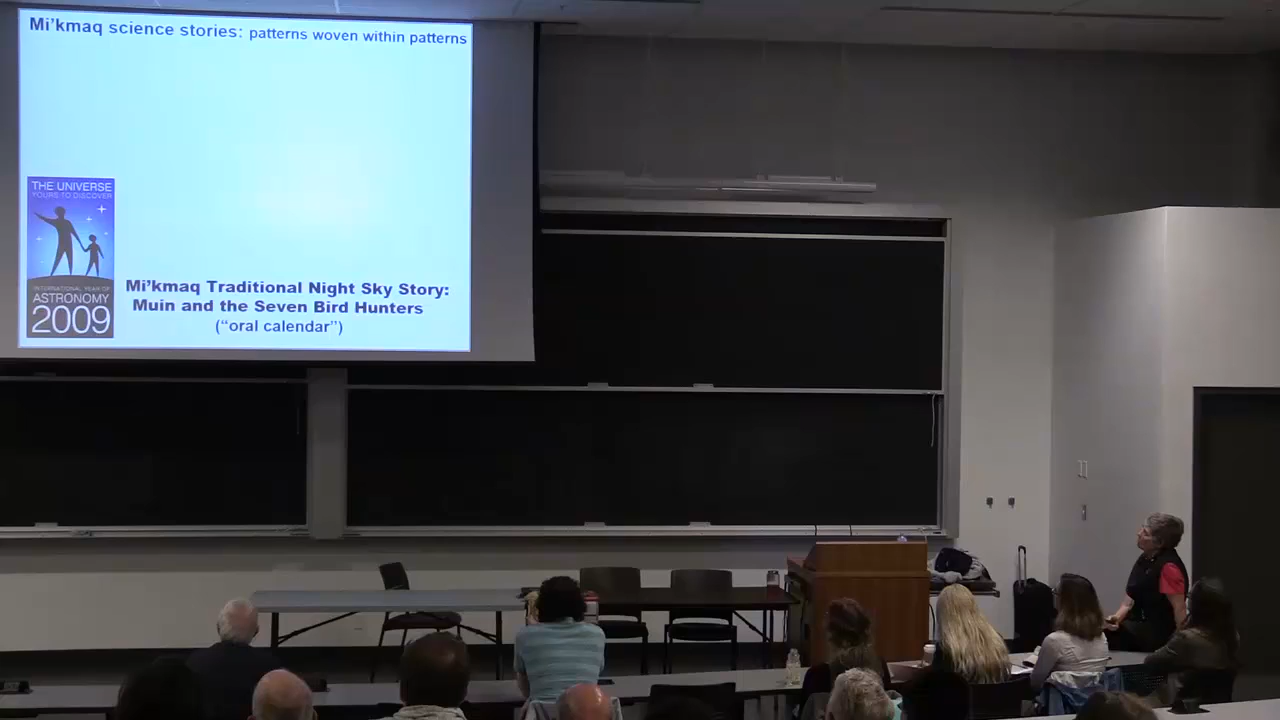 Mi’kmaq science stories: patterns woven within patterns
THE UNIVERSE
YOURS TO DISCOVER
INTERNATIONAL YEAR OF
ASTRONOMY
2009
Mi’kmaq Traditional Night Sky Story:
Muin and the Seven Bird Hunters
(“oral calendar”)